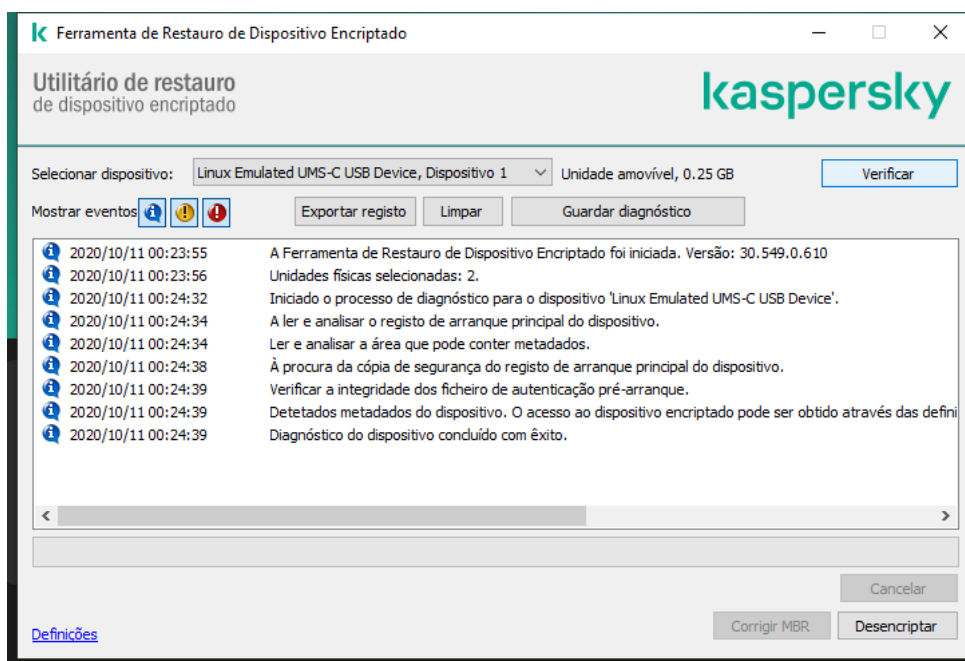 Ferramenta de Restauro de Dispositivo Encriptado
Utilitário de restauro
de dispositivo encriptado
kaspersky
Selecionar dispositivo: Linux Emulated UMS-C USB Device, Dispositivo 1 Unidade amovível, 0.25 GB Verificar
Mostrar eventos Exportar registo Limpar Guardar diagnóstico
2020/10/11 00:23:55 A Ferramenta de Restauro de Dispositivo Encriptado foi iniciada. Versão: 30.549.0.610
2020/10/11 00:23:56 Unidades físicas selecionadas: 2.
2020/10/11 00:24:32 Iniciado o processo de diagnóstico para o dispositivo 'Linux Emulated UMS-C USB Device'.
2020/10/11 00:24:34 A ler e analisar o registo de arranque principal do dispositivo.
2020/10/11 00:24:34 Ler e analisar a área que pode conter metadados.
2020/10/11 00:24:38 À procura da cópia de segurança do registo de arranque principal do dispositivo.
2020/10/11 00:24:39 Verificar a integridade dos ficheiro de autenticação pré-arranque.
2020/10/11 00:24:39 Detetados metadados do dispositivo. O acesso ao dispositivo encriptado pode ser obtido através das defini
2020/10/11 00:24:39 Diagnóstico do dispositivo concluído com êxito.
Cancelar
Definições Corrigir MBR Desencriptar